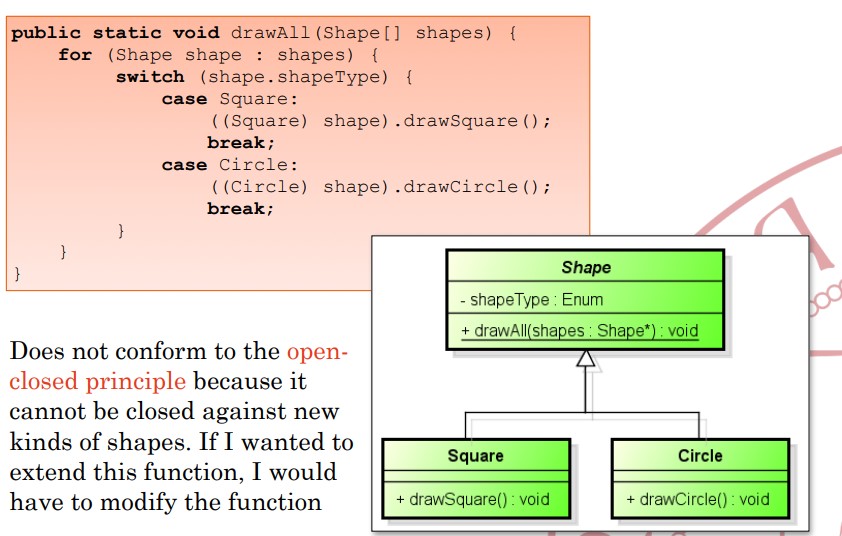 public static void drawAll(Shape[] shapes) {
for (Shape shape : shapes) {
switch (shape.shapeType) {
case Square:
((Square) shape).drawSquare();
break;
case Circle:
((Circle) shape).drawCircle();
break;
}
}
}
Does not conform to the open-
closed principle because it
cannot be closed against new
kinds of shapes. If I wanted to
extend this function, I would
have to modify the function
Shape
- shapeType : Enum
+ drawAll(shapes : Shape*) : void
Square
+ drawSquare() : void
Circle
+ drawCircle() : void